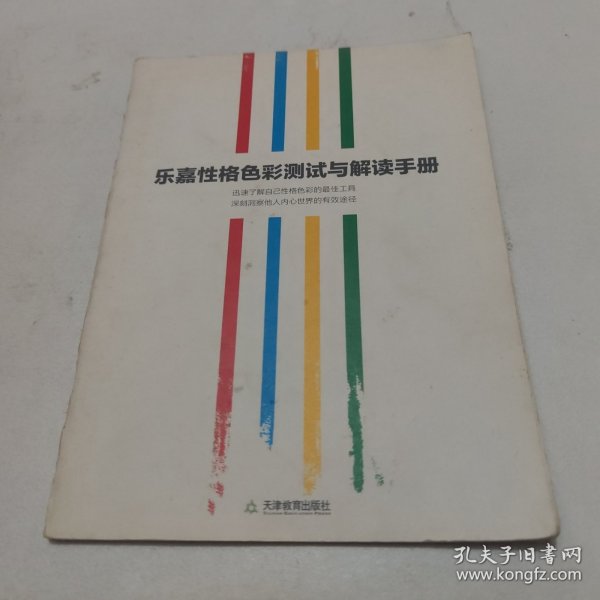 乐嘉性格色彩测试与解读手册
迅速了解自己性格色彩的最佳工具
深刻洞察他人内心世界的有效途径
天津教育出版社
孔夫子旧书网
www.kongfz.com